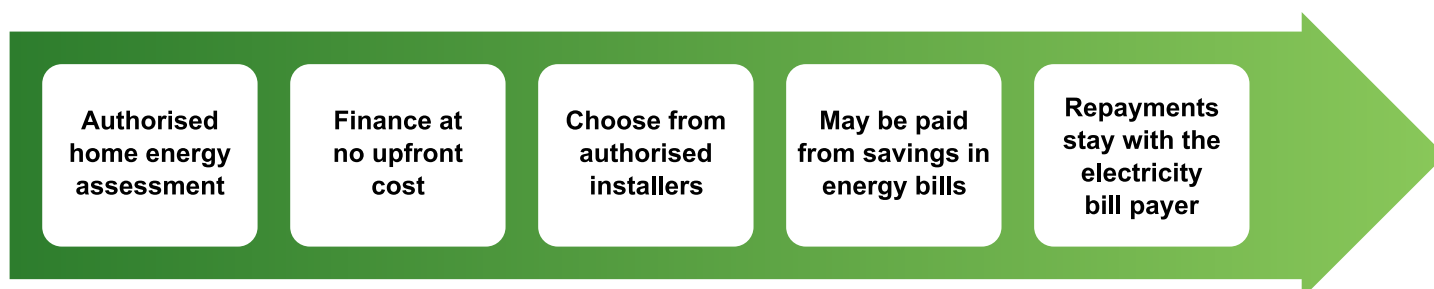 Authorised
home energy
assessment
Finance at
no upfront
cost
Choose from
authorised
installers
May be paid
from savings in
energy bills
Repayments
stay with the
electricity
bill payer